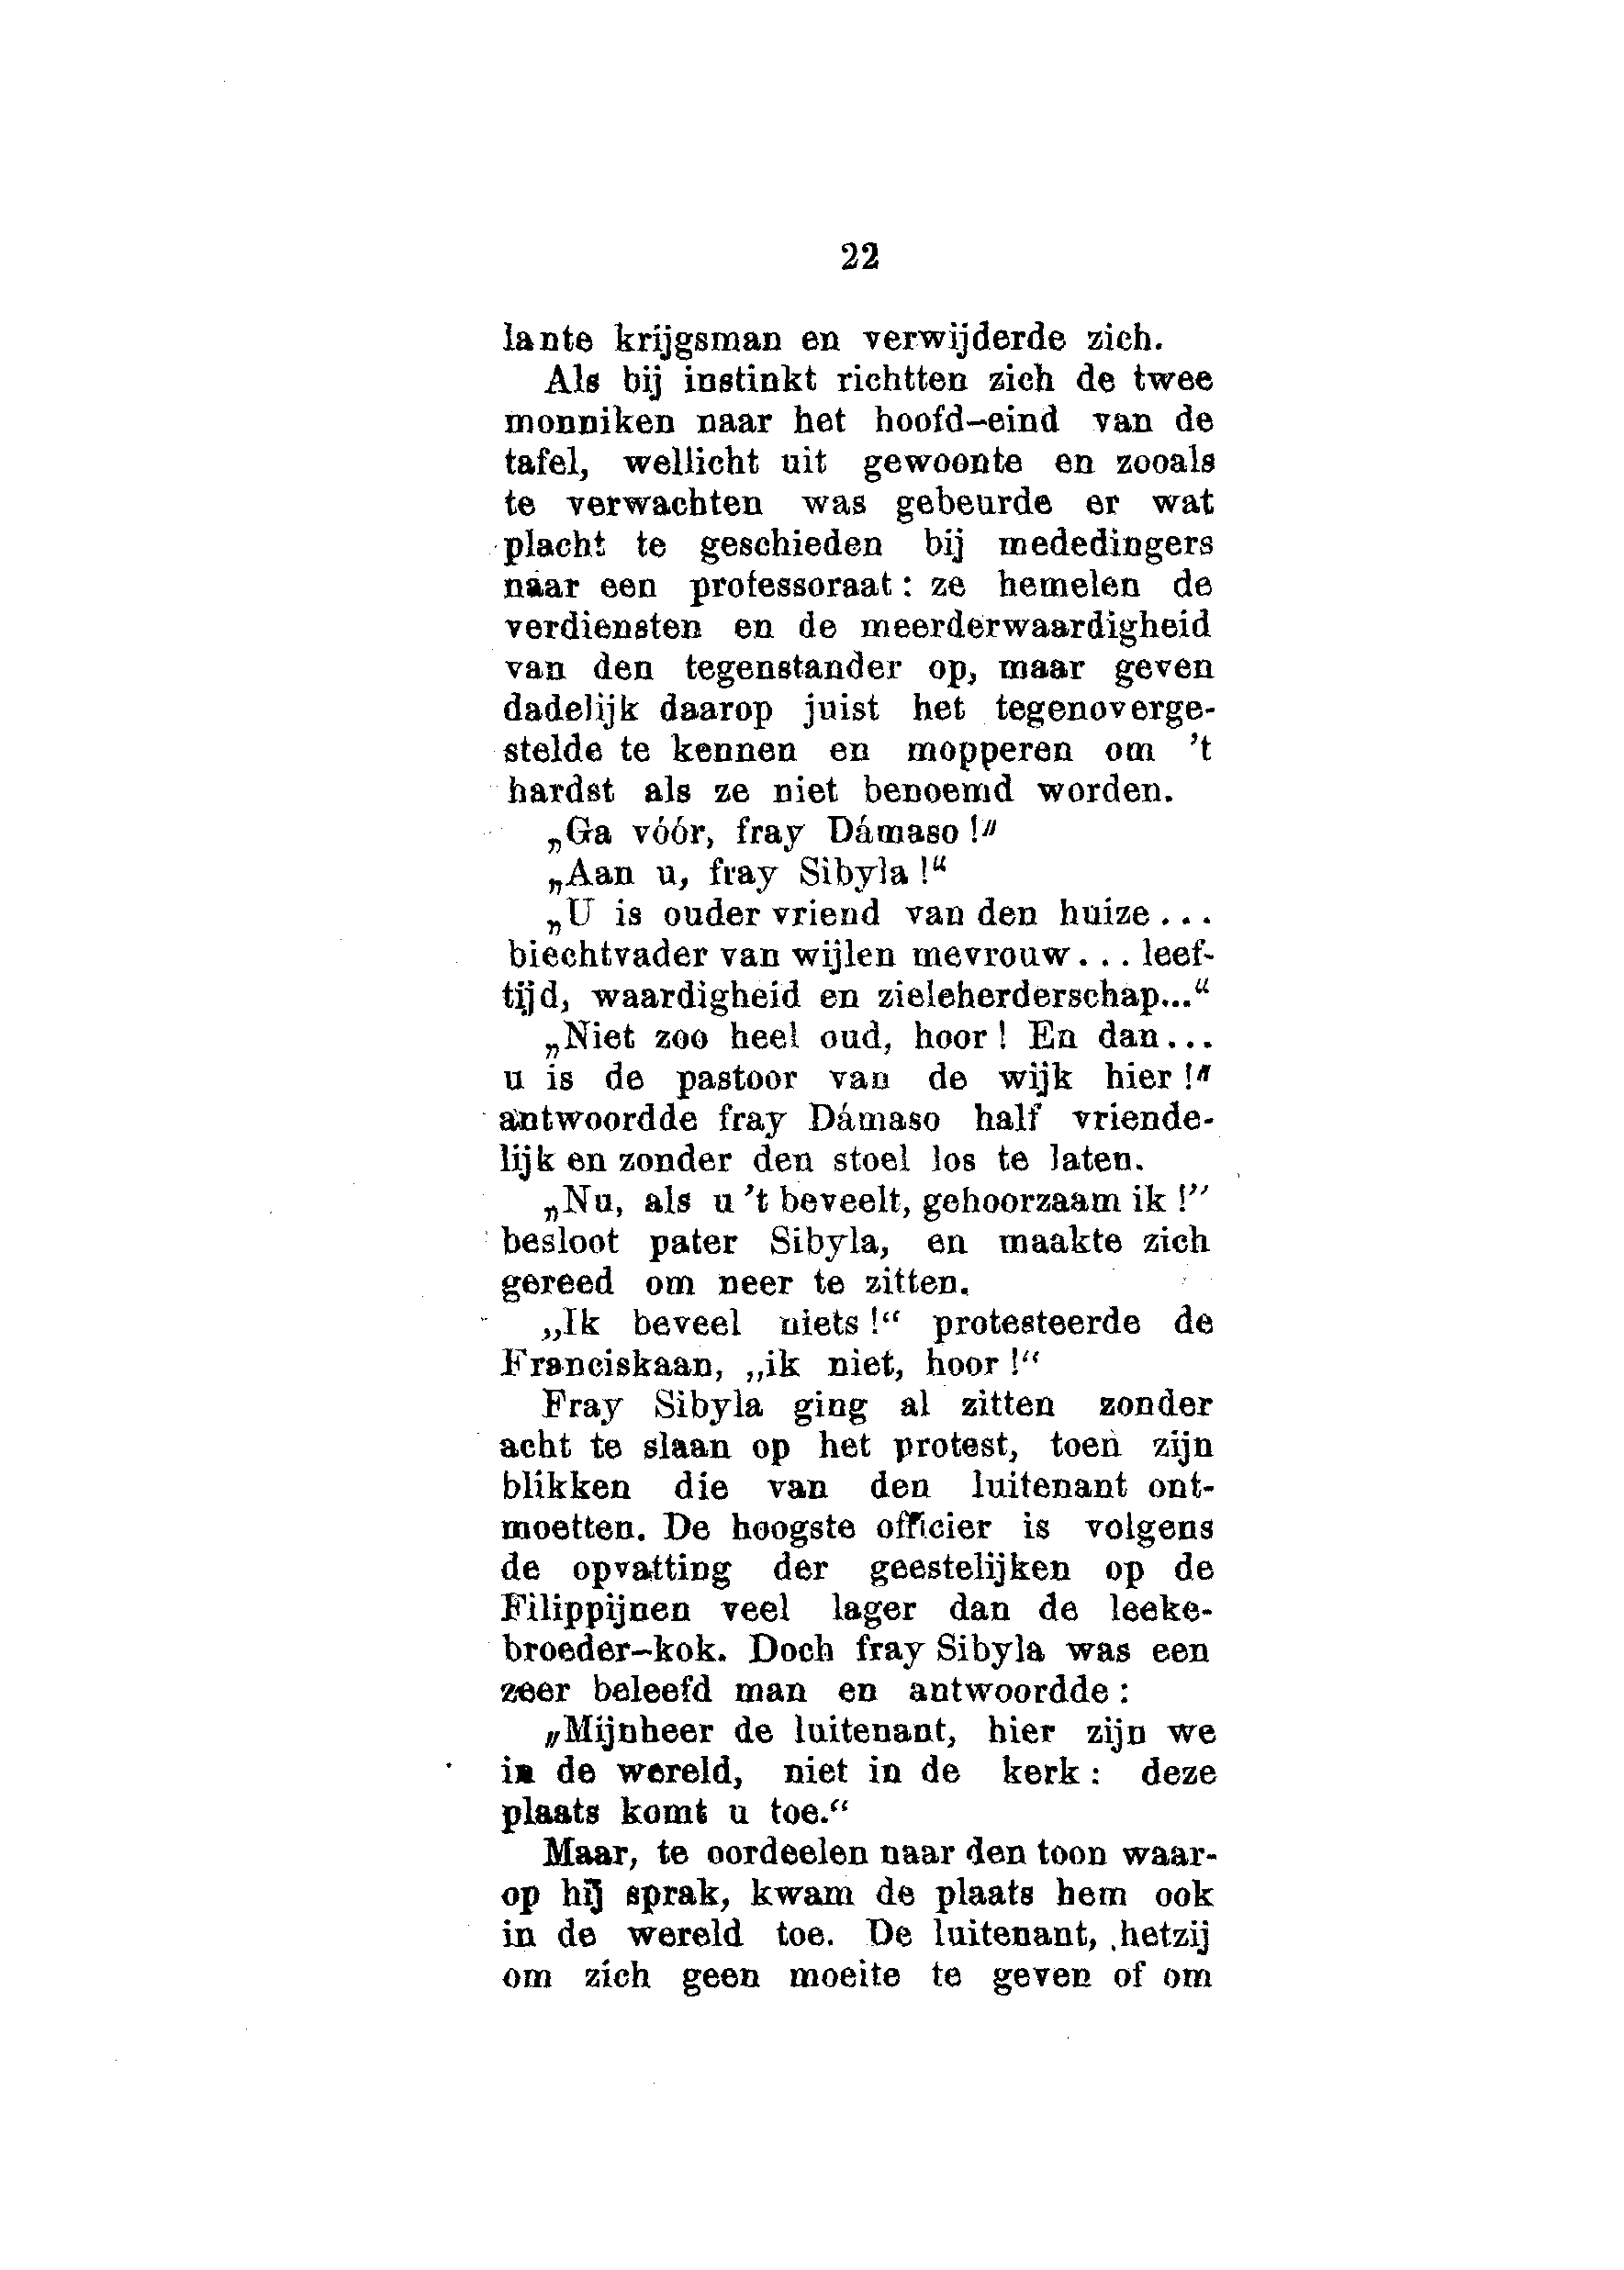 22
lante krijgsman en verwijderde zich.
Als bij instinkt richtten zich de twee
monniken naar het hoofd-eind van de
tafel, wellicht uit gewoonte en zooals
te verwachten was gebeurde er wat
placht te geschieden bij mededingers
naar een professoraat: ze hemelen de
verdiensten en de meerderwaardigheid
van den tegenstander op, maar geven
dadelijk daarop juist het tegenoverge-
stelde te kennen en mopperen om 't
hardst als ze niet benoemd worden.
„Ga vóór, fray Dámaso!"
„Aan u, fray Sibyla!“
„U is ouder vriend van den huize...
biechtvader van wijlen mevrouw... leef-
tijd, waardigheid en zieleherderschap...“
„Niet zoo heel oud, hoor! En dan...
u is de pastoor van de wijk hier!"
antwoordde fray Dámaso half vriende-
lijk en zonder den stoel los te laten.
„Nu, als u 't beveelt, gehoorzaam ik!”
besloot pater Sibyla, en maakte zich
gereed om neer te zitten.
„Ik beveel niets!“ protesteerde de
Franciskaan, „ik niet, hoor!“
Fray Sibyla ging al zitten zonder
acht te slaan op het protest, toen zijn
blikken die van den luitenant ont-
moetten. De hoogste officier is volgens
de opvatting der geestelijken op de
Filippijnen veel lager dan de leeke-
broeder-kok. Doch fray Sibyla was een
zeer beleefd man en antwoordde:
„Mijnheer de luitenant, hier zijn we
in de wereld, niet in de kerk: deze
plaats komt u toe.“
Maar, te oordeelen naar den toon waar-
op hij sprak, kwam de plaats hem ook
in de wereld toe. De luitenant, hetzij
om zich geen moeite te geven of om